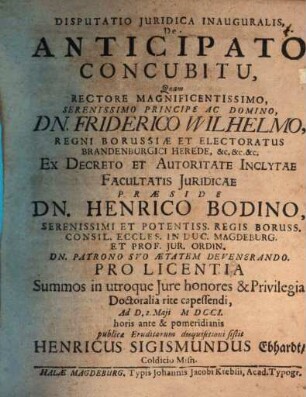 DISPUTATIO JURIDICA INAUGURALIS,
De
ANTICIPATO
CONCUBITU,
Quam
RECTORE MAGNIFICENTISSIMO,
SERENISSIMO PRINCIPE AC DOMINO,
DN. FRIDERICO WILHELMO,
REGNI BORUSSIÆ ET ELECTORATUS
BRANDENBURGICI HEREDE, &c.&c.&c.
EX DECRETO ET AUTORITATE INCLYTAE
FACULTATIS JURIDICAE
PRÆSIDE
DN. HENRICO BODINO,
SERENISSIMI ET POTENTISS. REGIS BORUSS.
CONSIL. ECCLES. IN DUC. MAGDEBURG.
ET PROF. JUR. ORDIN.
DN. PATRONO SVO ÆTATEM DEVENERANDO.
PRO LICENTIA
Summos in utroque Jure honores & Privilegia
Doctoralia rite capessendi,
Ad D. 2. Maji M DCCI.
horis ante & pomeridianis
publicæ Eruditorum disquisitioni sistit
HENRICUS SIGISMUNDUS Ebhardt/
Coldicio Misn.
HALÆ MAGDEBURG, Typis Johannis Jacobi Krebsii, Acad. Typogr.